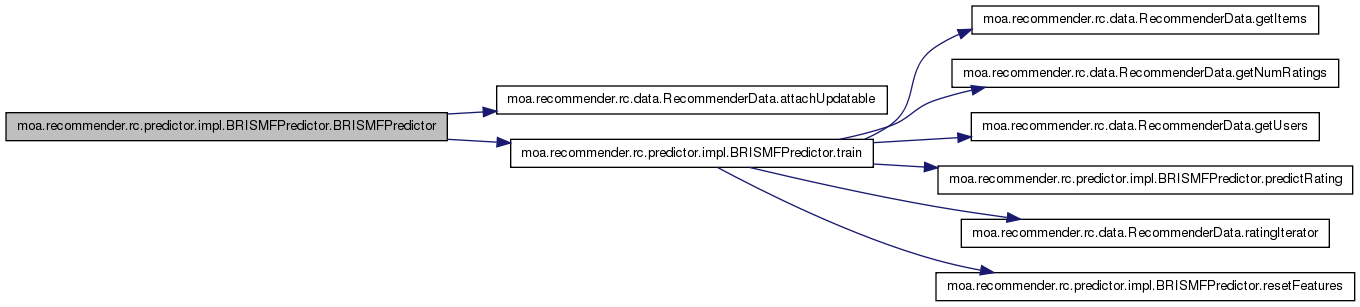 moa.recommender.rc.predictor.impl.BRISMFPredictor.BRISMFPredictor
moa.recommender.rc.data.RecommenderData.attachUpdatable
moa.recommender.rc.predictor.impl.BRISMFPredictor.train
moa.recommender.rc.data.RecommenderData.getItems
moa.recommender.rc.data.RecommenderData.getNumRatings
moa.recommender.rc.data.RecommenderData.getUsers
moa.recommender.rc.predictor.impl.BRISMFPredictor.predictRating
moa.recommender.rc.data.RecommenderData.ratingIterator
moa.recommender.rc.predictor.impl.BRISMFPredictor.resetFeatures